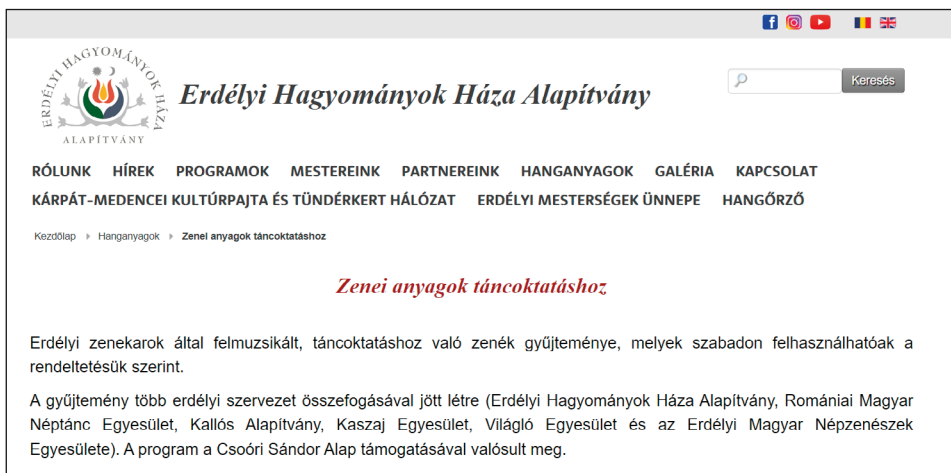 ERDÉLYI HAGYOMÁNYOK HÁZA
ALAPÍTVÁNY
Erdélyi Hagyományok Háza Alapítvány
Keresés
RÓLUNK HÍREK PROGRAMOK MESTEREINK PARTNEREINK HANGANYAGOK GALÉRIA KAPCSOLAT
KÁRPÁT-MEDENCEI KULTÚRPAJTA ÉS TÜNDÉRKERT HÁLÓZAT ERDÉLYI MESTERSÉGEK ÜNNEPE HANGŐRZŐ
Kezdőlap Hanganyagok Zenei anyagok táncoktatáshoz
Zenei anyagok táncoktatáshoz
Erdélyi zenekarok által felmuzsikált, táncoktatáshoz való zenék gyűjteménye, melyek szabadon felhasználhatóak a
rendeltetésük szerint.
A gyűjtemény több erdélyi szervezet összefogásával jött létre (Erdélyi Hagyományok Háza Alapítvány, Romániai Magyar
Néptánc Egyesület, Kallós Alapítvány, Kaszaj Egyesület, Világló Egyesület és az Erdélyi Magyar Népzenészek
Egyesülete). A program a Csoóri Sándor Alap támogatásával valósult meg.